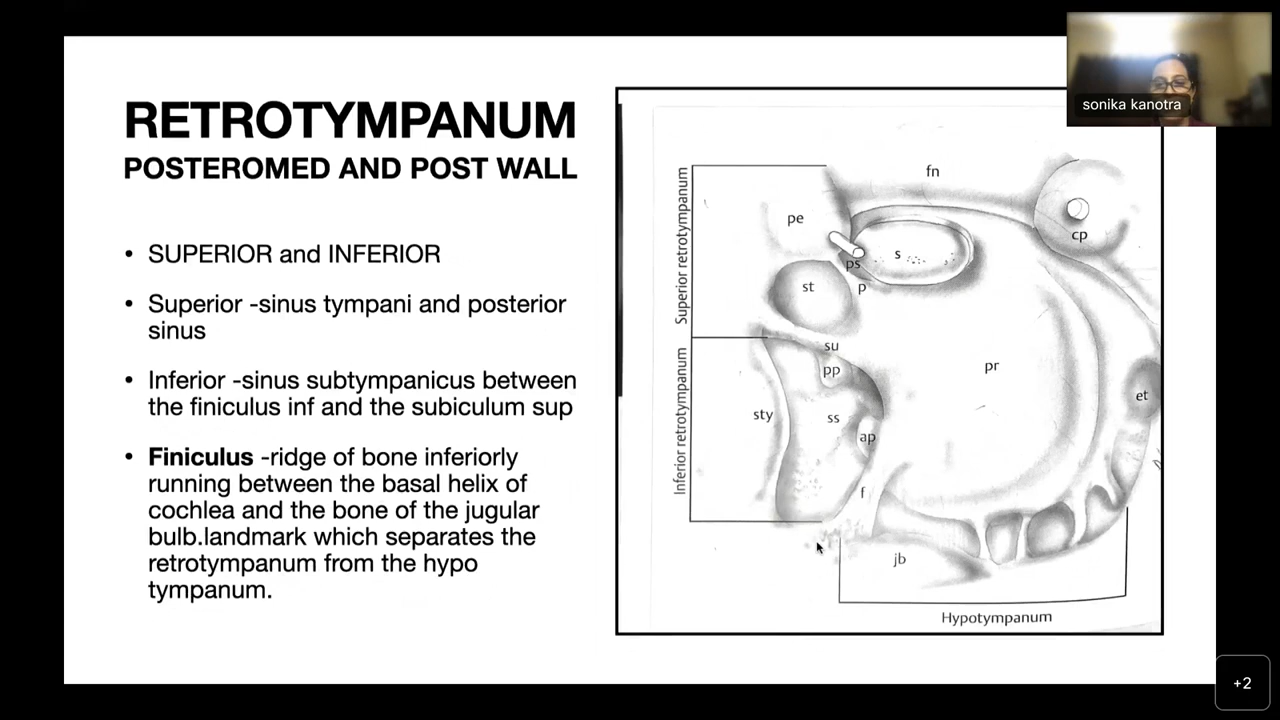 RETROTYMPANUM
POSTEROMED AND POST WALL
• SUPERIOR and INFERIOR
• Superior -sinus tympani and posterior
sinus
• Inferior -sinus subtympanicus between
the finiculus inf and the subiculum sup
• Finiculus -ridge of bone inferiorly
running between the basal helix of
cochlea and the bone of the jugular
bulb.landmark which separates the
retrotympanum from the hypo
tympanum.
sonika kanotra
Superior retrotympanum
Inferior retrotympanum
fn
pe
cp
s
ps
st
p
su
pp
pr
et
sty
ss
ap
f
jb
Hypotympanum
+2